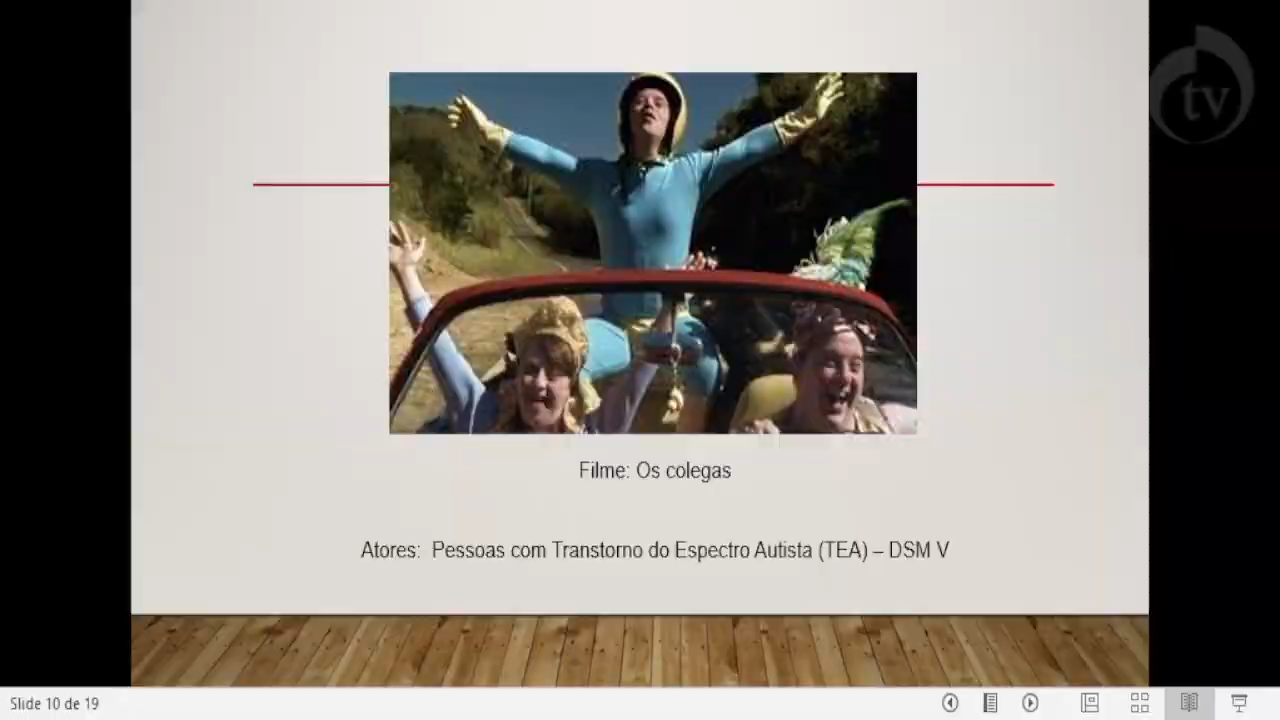 tv
Filme: Os colegas
Atores: Pessoas com Transtorno do Espectro Autista (TEA) – DSM V
Slide 10 de 19